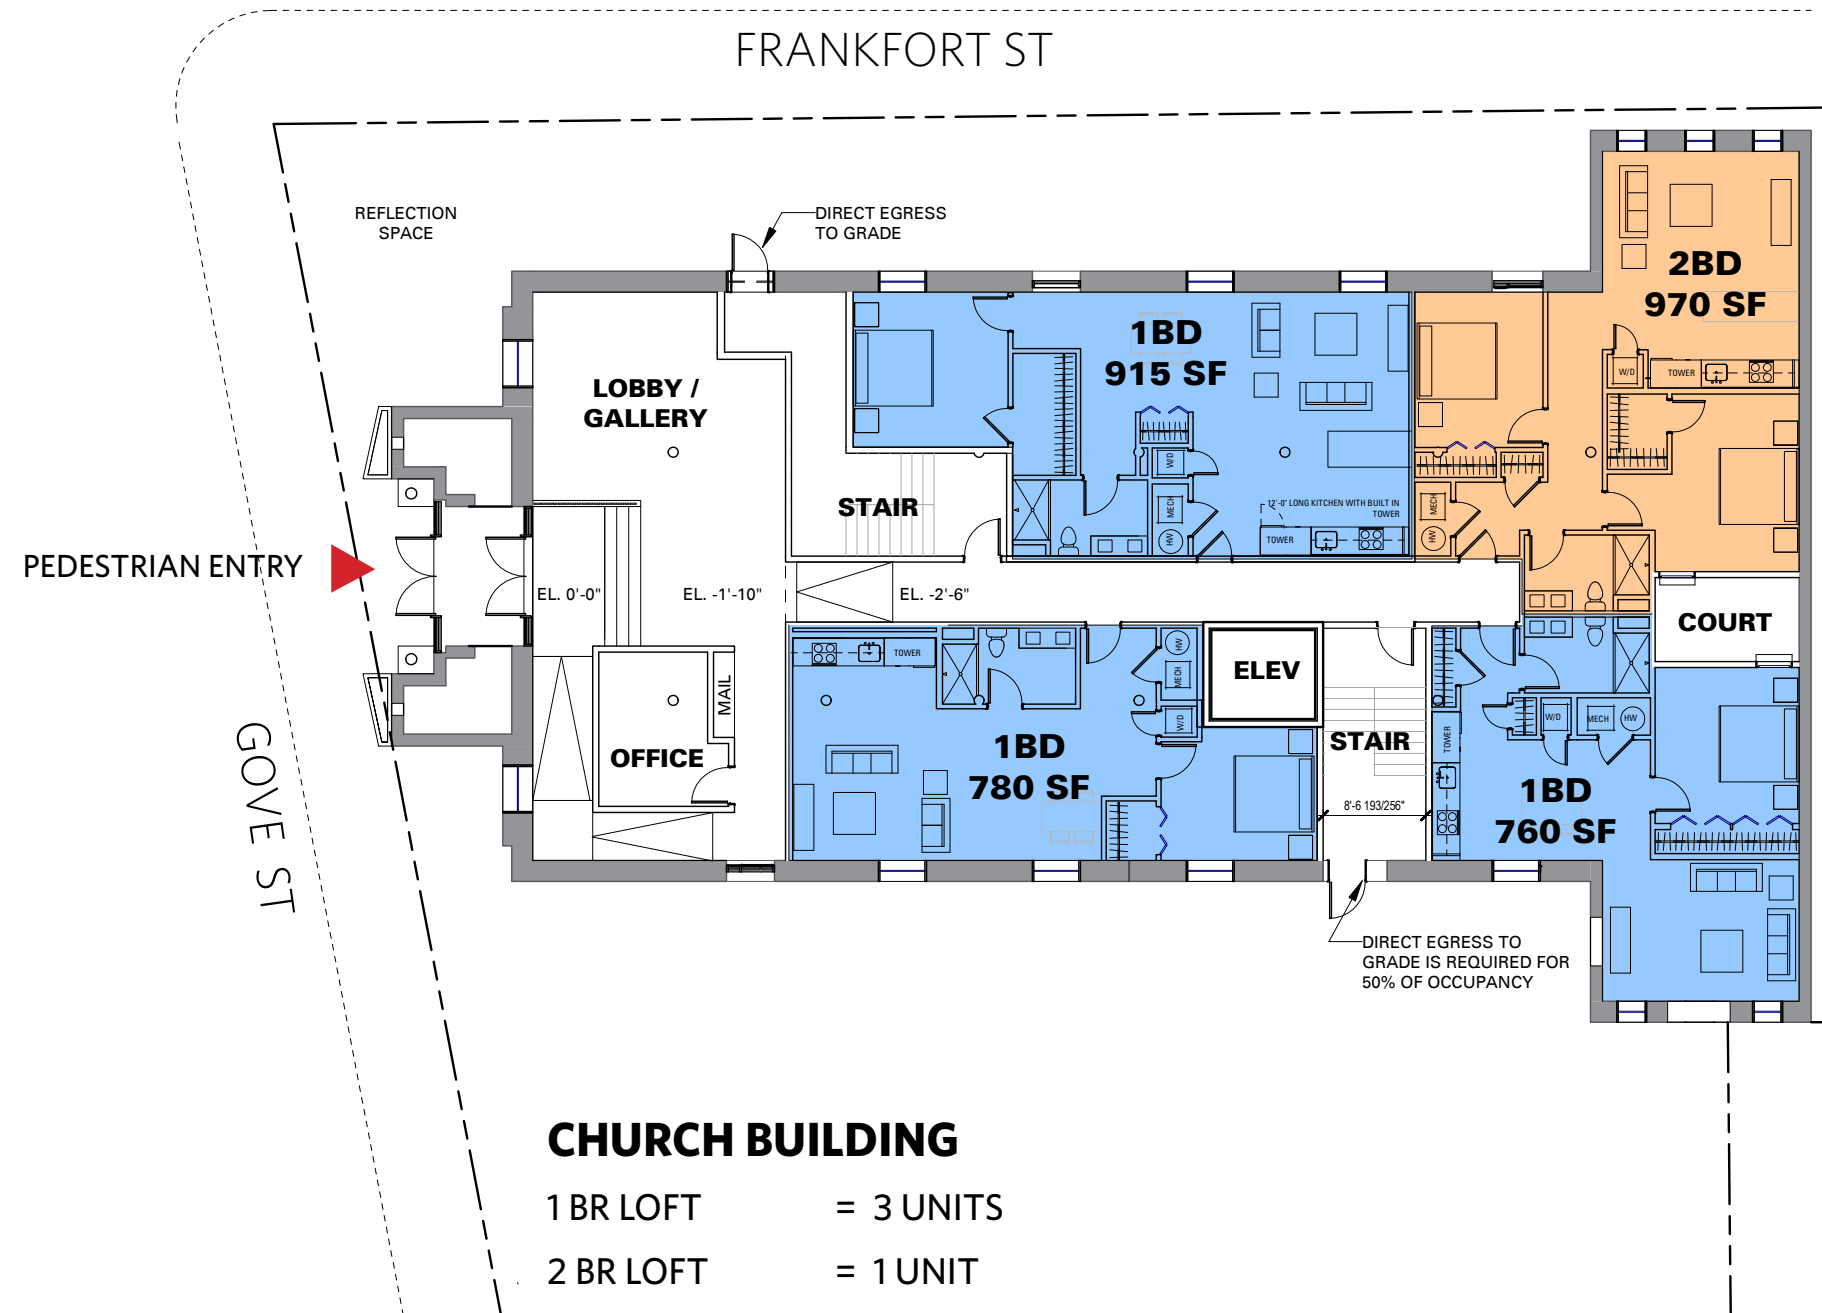 FRANKFORT ST
REFLECTION
SPACE
DIRECT EGRESS
TO GRADE
2BD
970 SF
1BD
915 SF
LOBBY /
GALLERY
W/D
TOWER
W/D
STAIR
MECH
HW
12'-0" LONG KITCHEN WITH BUILT IN
TOWER
TOWER
MECH
HW
PEDESTRIAN ENTRY
EL. 0'-0"
EL. -1'-10"
EL. -2'-6"
COURT
TOWER
HW
MECH
W/D
ELEV
MAIL
OFFICE
1BD
780 SF
STAIR
8'-6 193/256"
TOWER
W/D
MECH
HW
1BD
760 SF
GOVE ST
DIRECT EGRESS TO
GRADE IS REQUIRED FOR
50% OF OCCUPANCY
CHURCH BUILDING
1 BR LOFT = 3 UNITS
2 BR LOFT = 1 UNIT